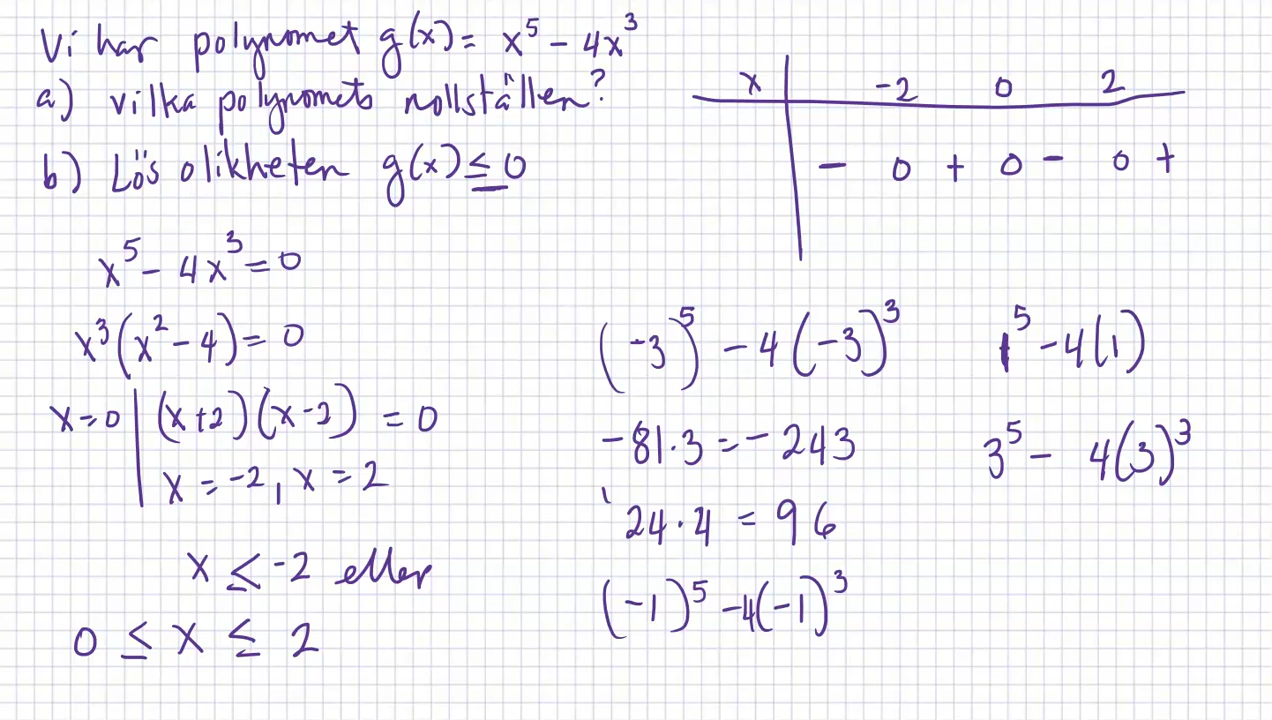 Vi har polynomet g(x) = x⁵ - 4x³
a) vilka polynomets nollställen?
b) Lös olikheten g(x) ≤ 0
x -2 0 2
- 0 + 0 - 0 +
x⁵ - 4x³ = 0
x³(x² - 4) = 0
x = 0 | (x+2)(x-2) = 0
x = -2, x = 2
x ≤ -2 eller
0 ≤ x ≤ 2
(-3)⁵ - 4(-3)³
-81·3 = -243
24·4 = 96
(-1)⁵ - 4(-1)³
1⁵ - 4(1)
3⁵ - 4(3)³